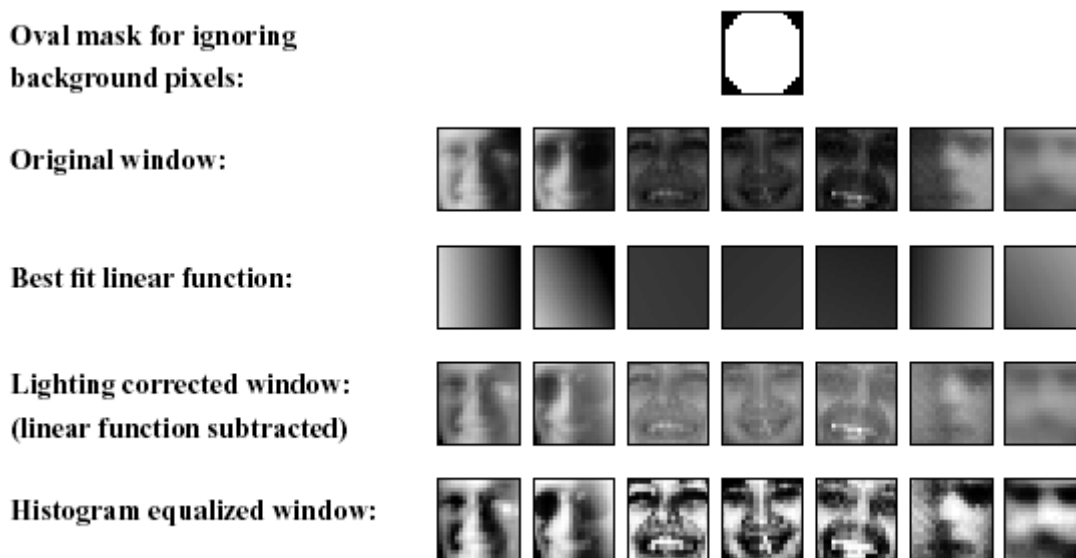 Oval mask for ignoring
background pixels:
Original window:
Best fit linear function:
Lighting corrected window:
(linear function subtracted)
Histogram equalized window: